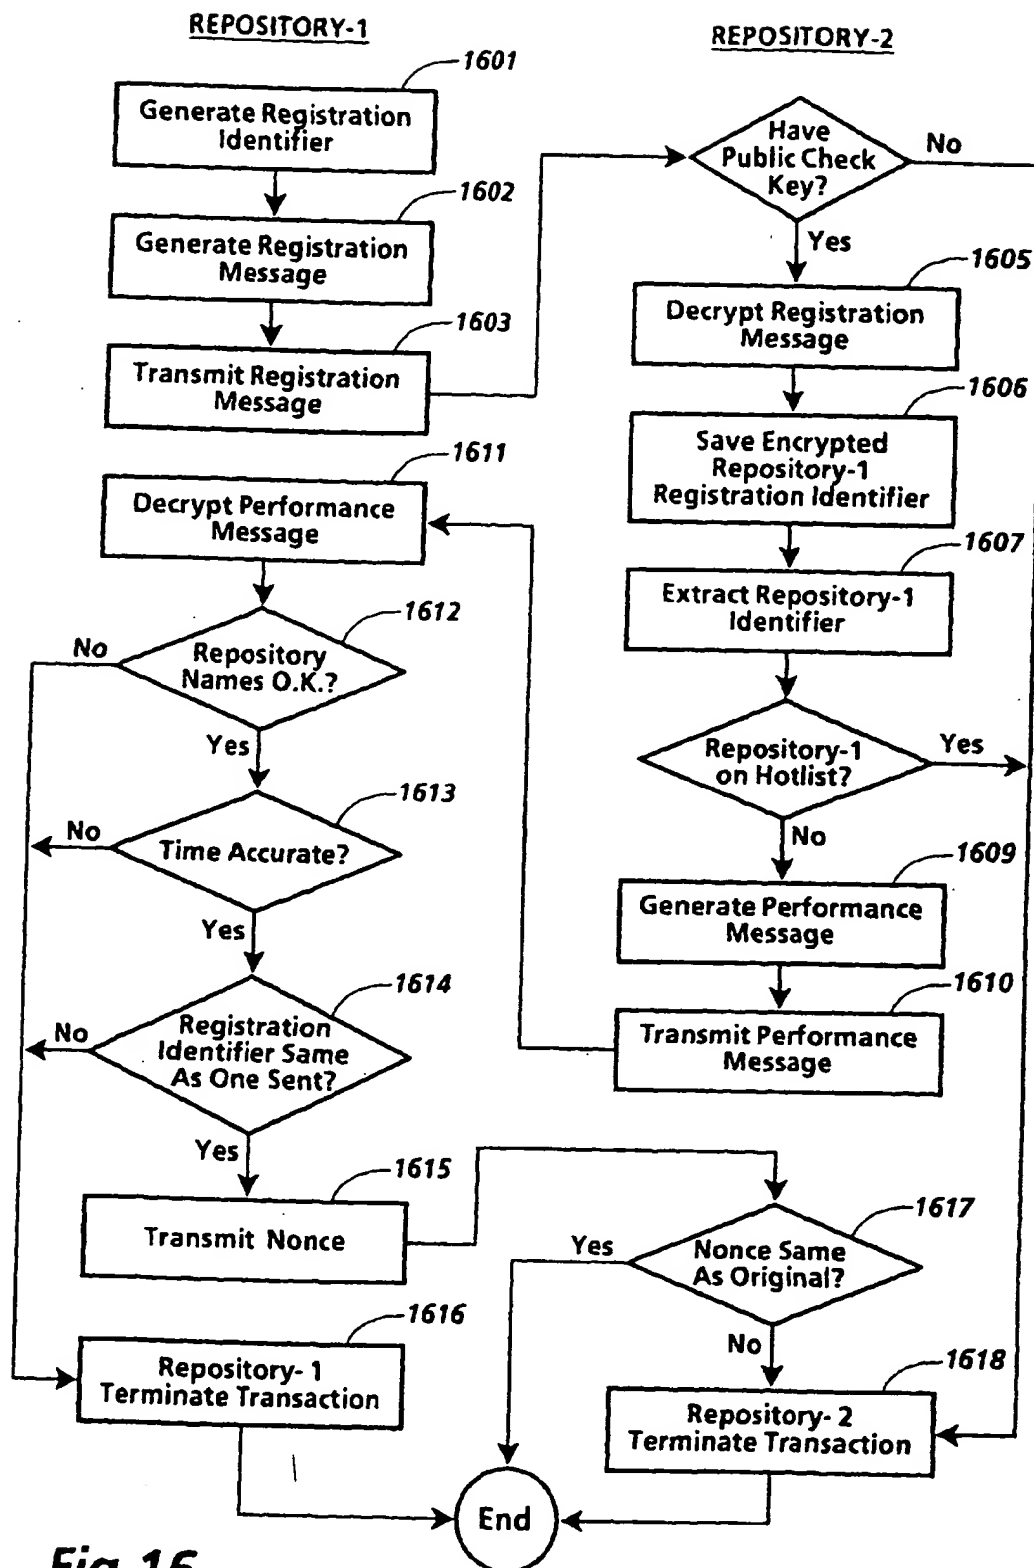 REPOSITORY-1
1601
Generate Registration
Identifier
1602
Generate Registration
Message
1603
Transmit Registration
Message
1611
Decrypt Performance
Message
1612
No
Repository
Names O.K.?
Yes
1613
No
Time Accurate?
Yes
1614
No
Registration
Identifier Same
As One Sent?
Yes
1615
Transmit Nonce
1616
Repository- 1
Terminate Transaction
REPOSITORY-2
Have
Public Check
Key?
No
Yes
1605
Decrypt Registration
Message
1606
Save Encrypted
Repository-1
Registration Identifier
1607
Extract Repository-1
Identifier
Repository-1
on Hotlist?
Yes
No
1609
Generate Performance
Message
1610
Transmit Performance
Message
1617
Yes
Nonce Same
As Original?
No
1618
Repository- 2
Terminate Transaction
End
Fig.16